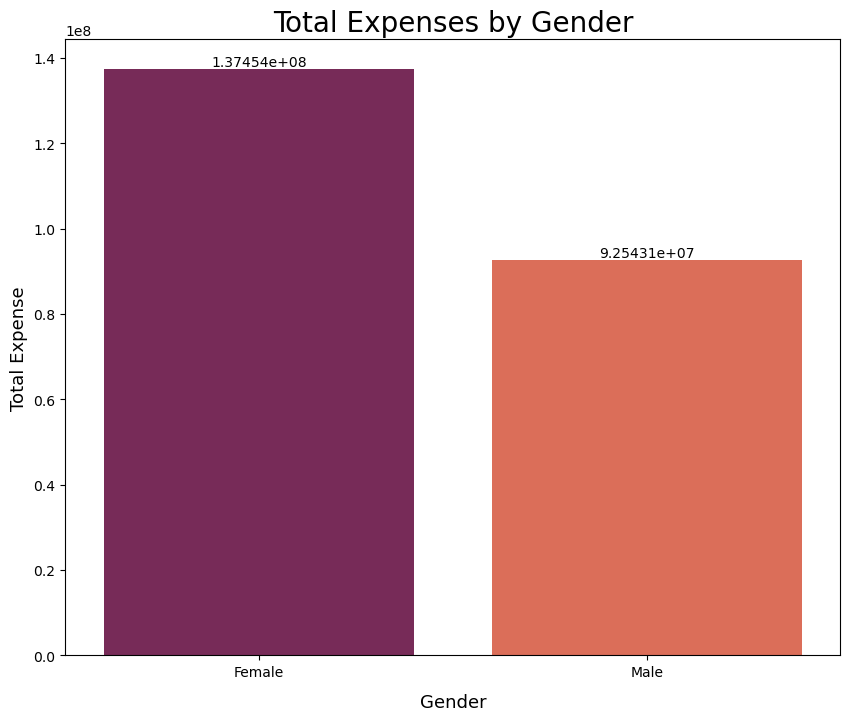 Total Expenses by Gender
1e8
1.4
1.37454e+08
1.2
1.0
9.25431e+07
0.8
Total Expense
0.6
0.4
0.2
0.0
Female
Male
Gender